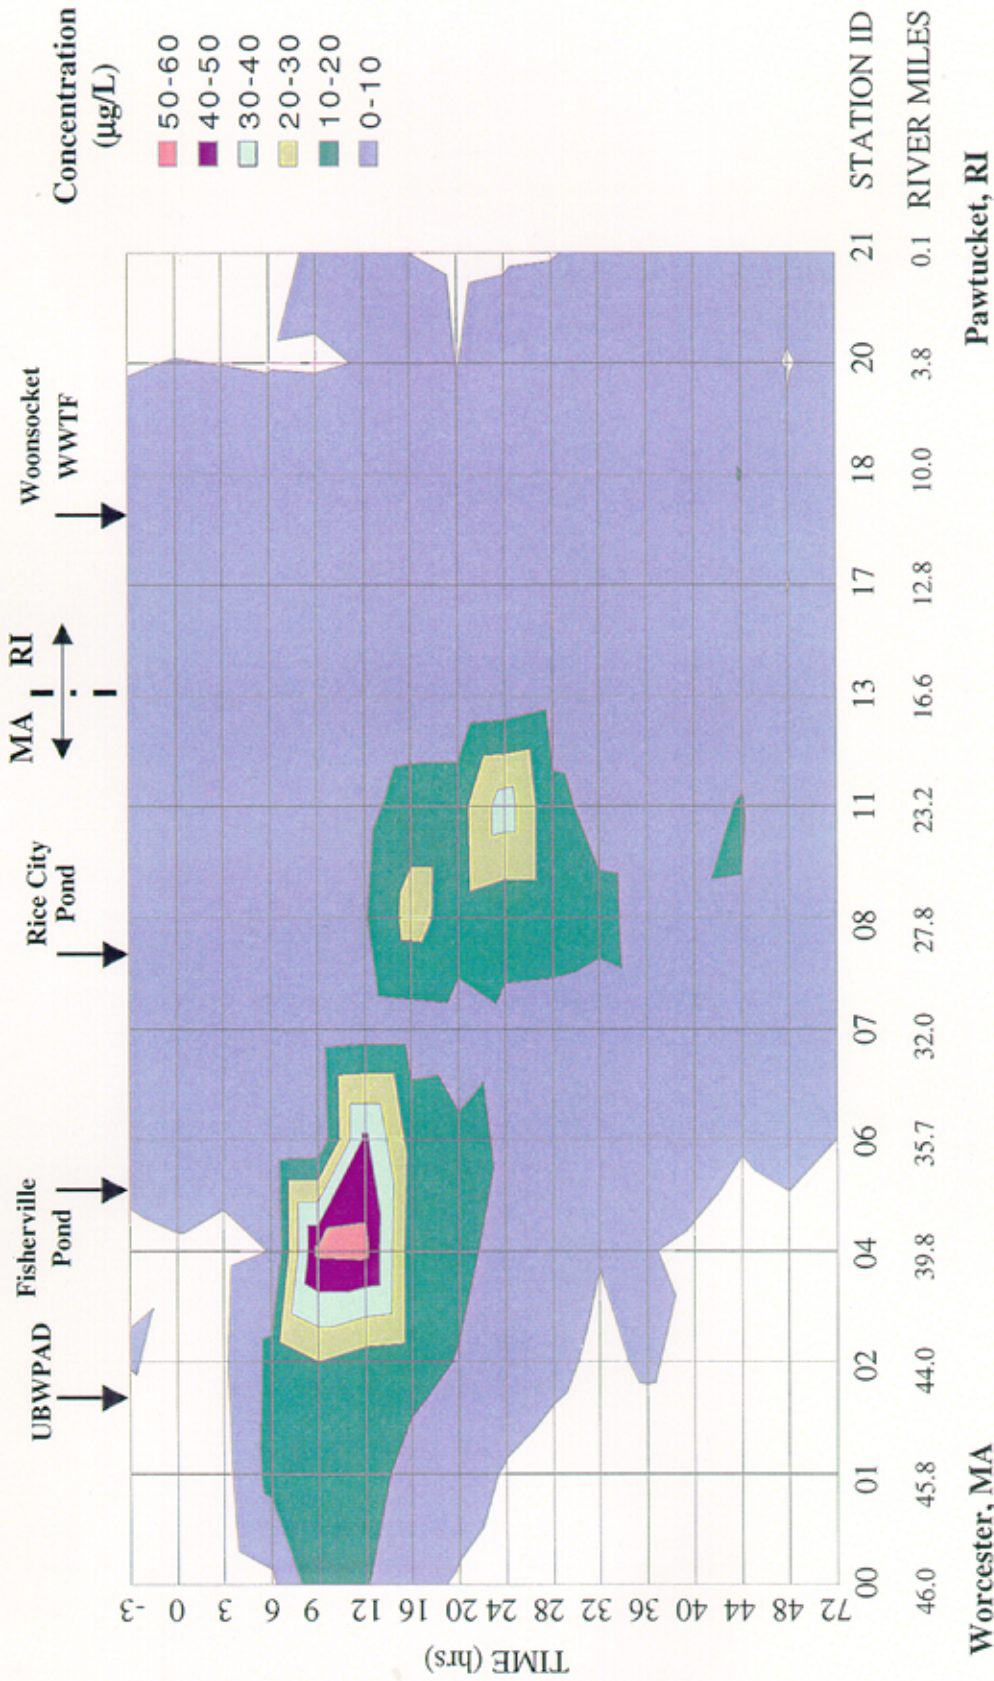 UBWPAD
Fisherville
Pond
Rice City
Pond
MA RI
Woonsocket
WWTF
Concentration
(µg/L)
50-60
40-50
30-40
20-30
10-20
0-10
TIME (hrs)
-3
0
3
6
9
12
16
20
24
28
32
36
40
44
48
72
00 01 02 04 06 07 08 11 13 17 18 20 21 STATION ID
46.0 45.8 44.0 39.8 35.7 32.0 27.8 23.2 16.6 12.8 10.0 3.8 0.1 RIVER MILES
Worcester, MA Pawtucket, RI